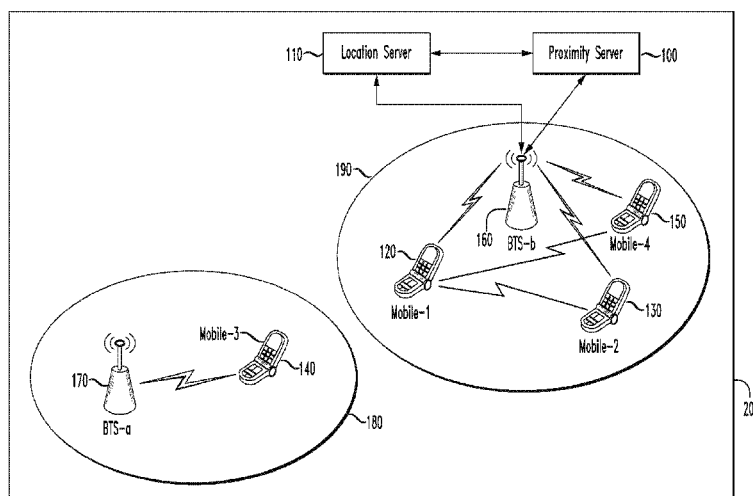 110
Location Server
Proximity Server
100
190
160
BTS-b
150
Mobile-4
120
Mobile-1
130
Mobile-2
Mobile-3
170
140
BTS-a
180
20